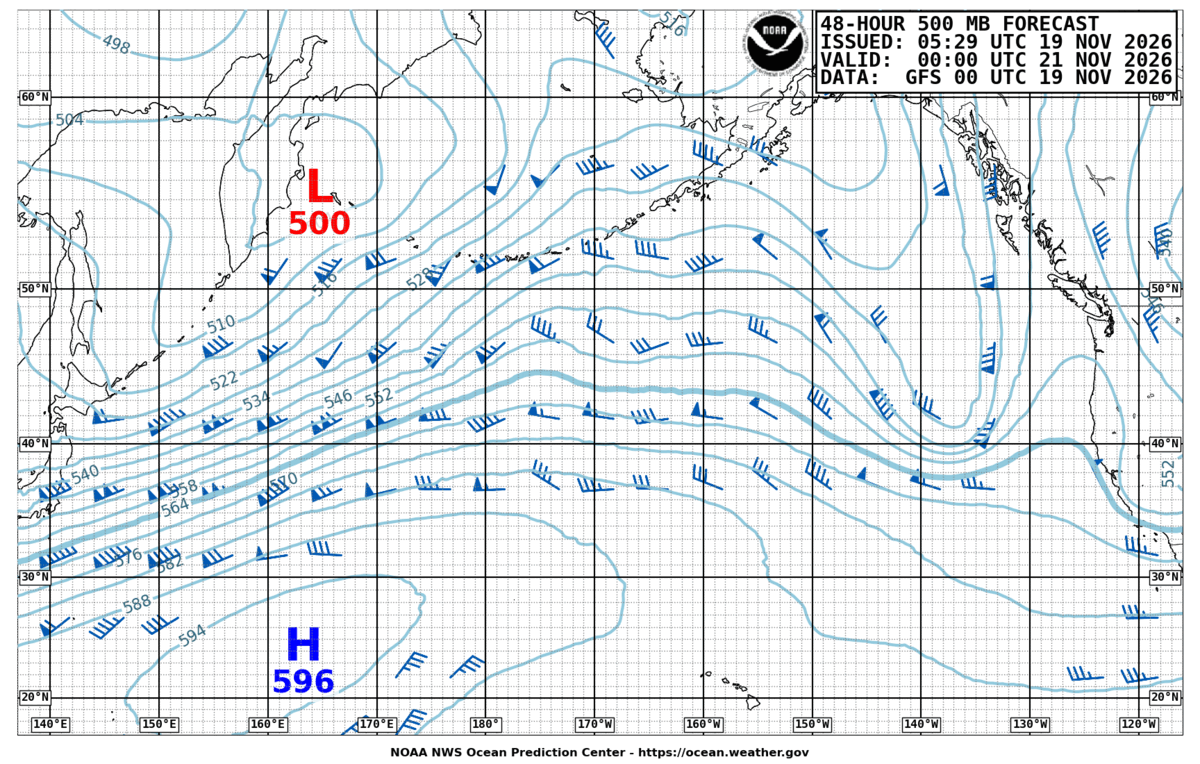 516
498
NOAA
48-HOUR 500 MB FORECAST
ISSUED: 05:29 UTC 19 NOV 2026
VALID: 00:00 UTC 21 NOV 2026
DATA: GFS 00 UTC 19 NOV 2026
60°N
60°N
504
L
500
540
528
516
50°N
50°N
546
510
522
534
546
552
40°N
40°N
540
552
558
570
564
576
582
30°N
30°N
588
594
H
596
20°N
20°N
140°E
150°E
160°E
170°E
180°
170°W
160°W
150°W
140°W
130°W
120°W
NOAA NWS Ocean Prediction Center - https://ocean.weather.gov